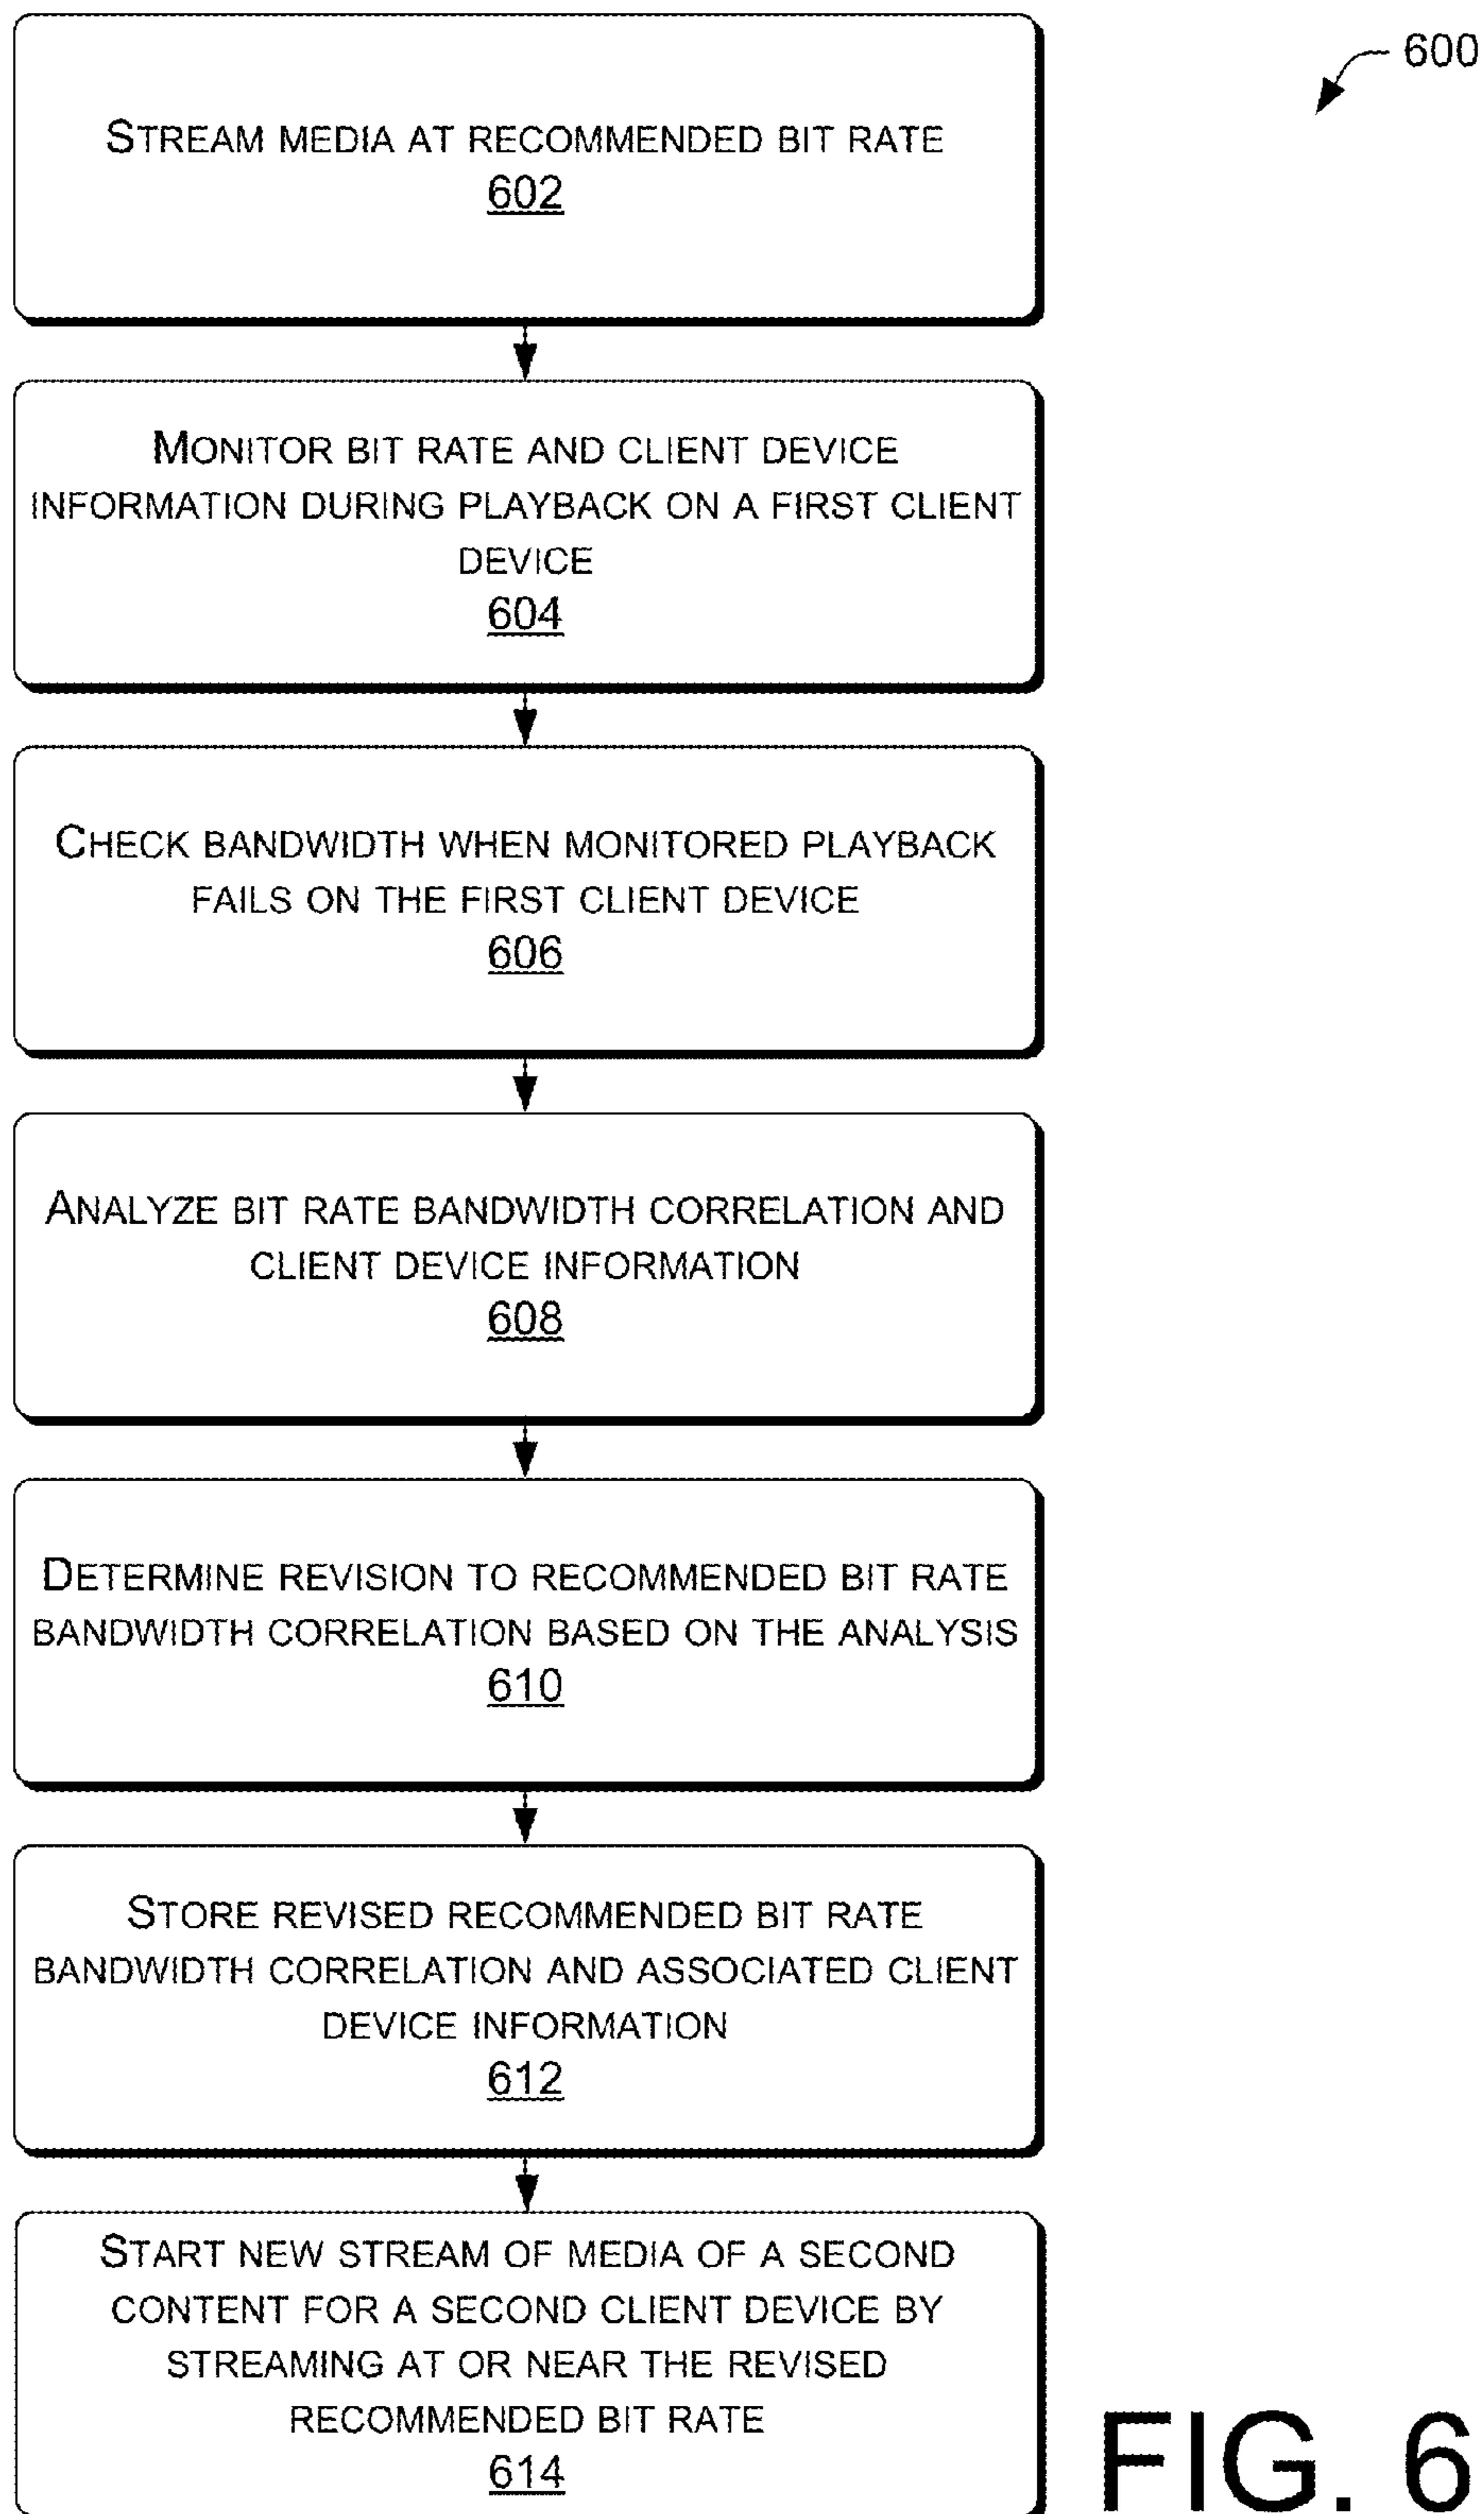 600
STREAM MEDIA AT RECOMMENDED BIT RATE
602
MONITOR BIT RATE AND CLIENT DEVICE
INFORMATION DURING PLAYBACK ON A FIRST CLIENT
DEVICE
604
CHECK BANDWIDTH WHEN MONITORED PLAYBACK
FAILS ON THE FIRST CLIENT DEVICE
606
ANALYZE BIT RATE BANDWIDTH CORRELATION AND
CLIENT DEVICE INFORMATION
608
DETERMINE REVISION TO RECOMMENDED BIT RATE
BANDWIDTH CORRELATION BASED ON THE ANALYSIS
610
STORE REVISED RECOMMENDED BIT RATE
BANDWIDTH CORRELATION AND ASSOCIATED CLIENT
DEVICE INFORMATION
612
START NEW STREAM OF MEDIA OF A SECOND
CONTENT FOR A SECOND CLIENT DEVICE BY
STREAMING AT OR NEAR THE REVISED
RECOMMENDED BIT RATE
614
FIG. 6